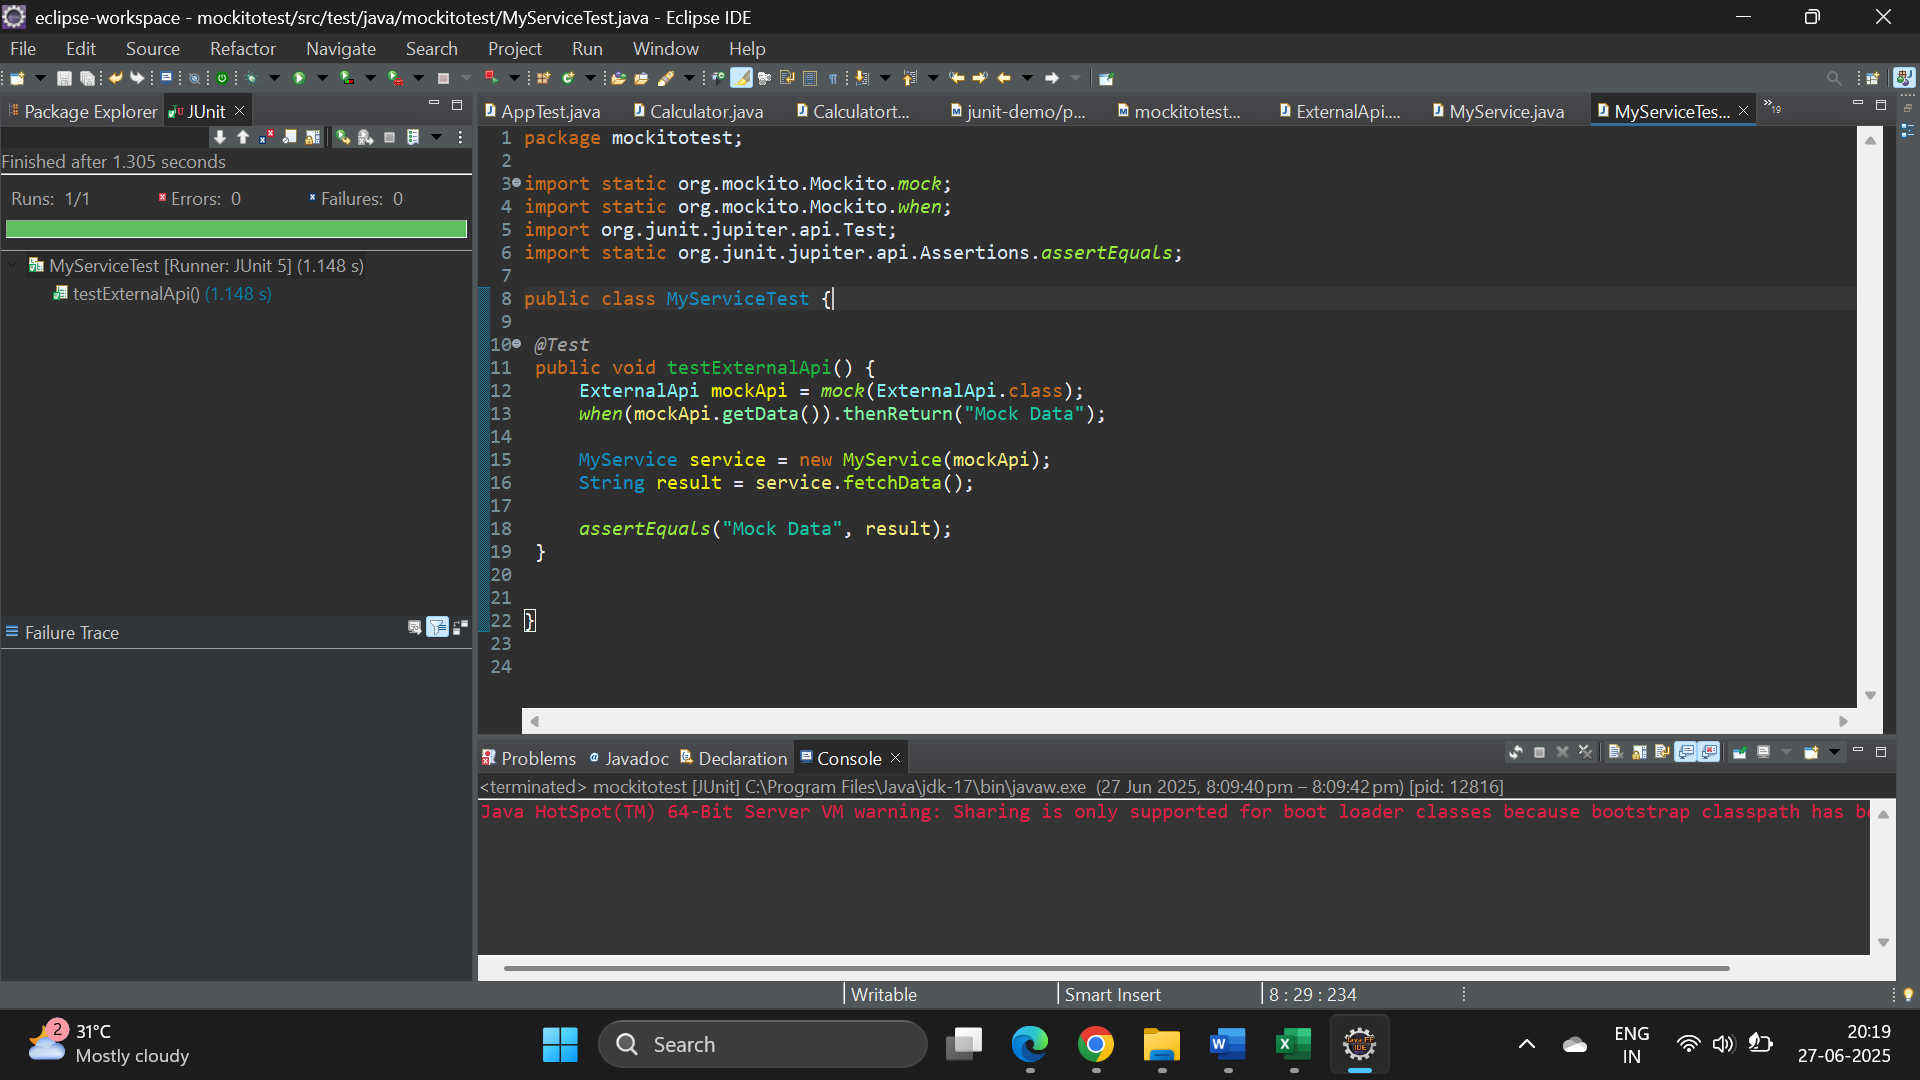 eclipse-workspace - mockitotest/src/test/java/mockitotest/MyServiceTest.java - Eclipse IDE
File Edit Source Refactor Navigate Search Project Run Window Help
Package Explorer JUnit
AppTest.java Calculator.java Calculatort... junit-demo/p... mockitotest... ExternalApi.... MyService.java MyServiceTes... »19
Finished after 1.305 seconds
Runs: 1/1 Errors: 0 Failures: 0
MyServiceTest [Runner: JUnit 5] (1.148 s)
testExternalApi() (1.148 s)
Failure Trace
1 package mockitotest;
2
3 import static org.mockito.Mockito.mock;
4 import static org.mockito.Mockito.when;
5 import org.junit.jupiter.api.Test;
6 import static org.junit.jupiter.api.Assertions.assertEquals;
7
8 public class MyServiceTest {
9
10 @Test
11 public void testExternalApi() {
12 ExternalApi mockApi = mock(ExternalApi.class);
13 when(mockApi.getData()).thenReturn("Mock Data");
14
15 MyService service = new MyService(mockApi);
16 String result = service.fetchData();
17
18 assertEquals("Mock Data", result);
19 }
20
21
22 }
23
24
Problems Javadoc Declaration Console
<terminated> mockitotest [JUnit] C:\Program Files\Java\jdk-17\bin\javaw.exe (27 Jun 2025, 8:09:40 pm – 8:09:42 pm) [pid: 12816]
Java HotSpot(TM) 64-Bit Server VM warning: Sharing is only supported for boot loader classes because bootstrap classpath has be
Writable Smart Insert 8 : 29 : 234
2
31°C
Mostly cloudy
Search
ENG
IN
20:19
27-06-2025